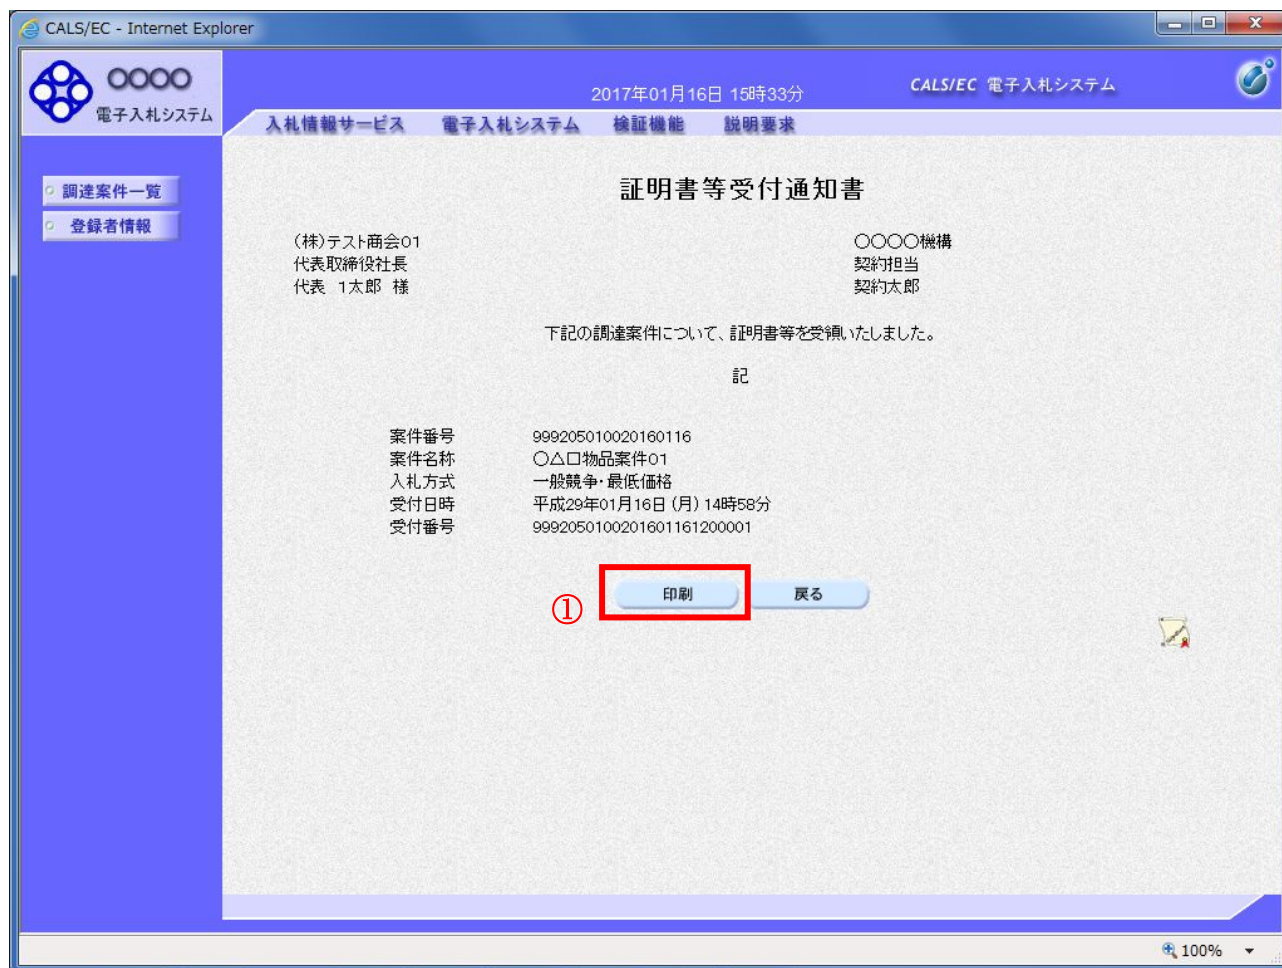 CALS/EC - Internet Explorer
〇〇〇〇
電子入札システム
2017年01月16日 15時33分
CALS/EC 電子入札システム
入札情報サービス 電子入札システム 検証機能 説明要求
調達案件一覧
登録者情報
証明書等受付通知書
(株)テスト商会01
代表取締役社長
代表 1太郎 様
〇〇〇〇機構
契約担当
契約太郎
下記の調達案件について、証明書等を受領いたしました。
記
案件番号 999205010020160116
案件名称 〇△口物品案件01
入札方式 一般競争・最低価格
受付日時 平成29年01月16日 (月) 14時58分
受付番号 9992050100201601161200001
① 印刷 戻る
100%